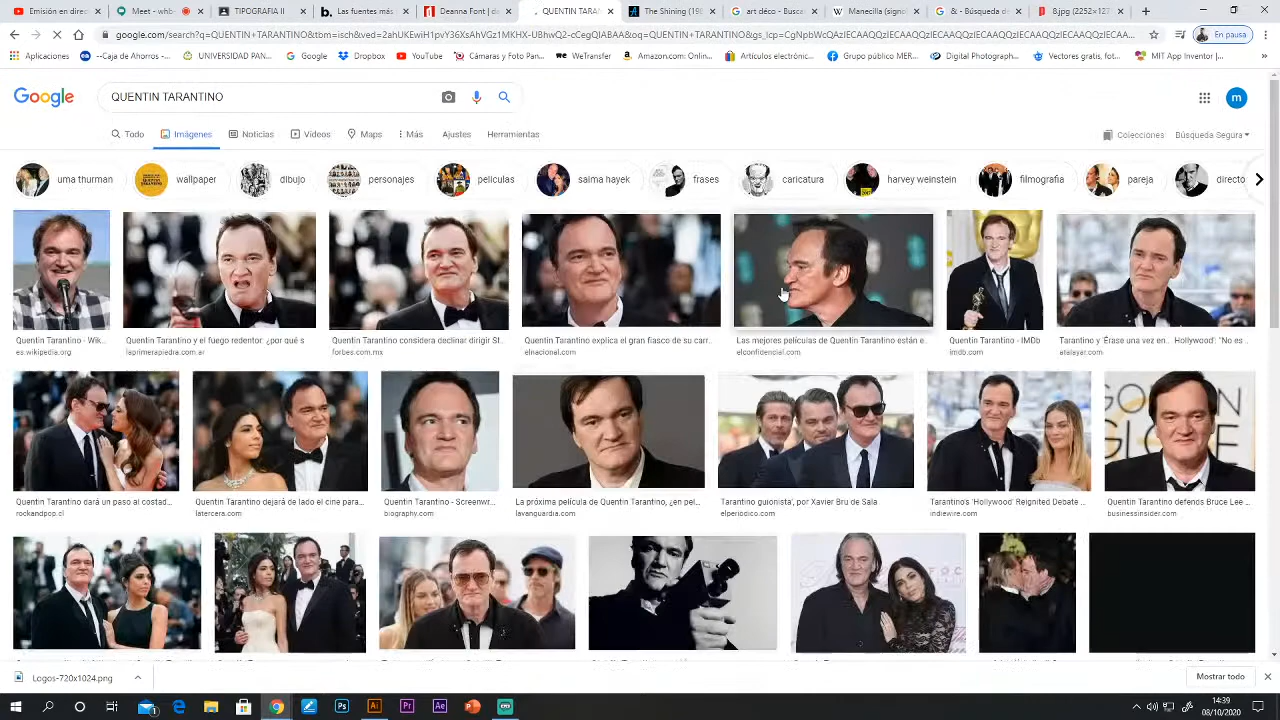 Emisión en direc
Meet - whb-
TIPOGRAFIA II
Las fuentes más
Deanna Font | da
QUENTIN TARAN
The Shining (198
art déco - Busca
Manecilla (signo
& - Búsqueda d
8.jpg (2252×127
google.com/search?q=QUENTIN+TARANTINO&tbm=isch&ved=2ahUKEwiH1pvY36XsAhVGz1MKHX-UBhwQ2-cCegQIABAA&oq=QUENTIN+TARANTINO&gs_lcp=CgNpbWcQAzIECAAQQzIECAAQQzIECAAQQzIECAAQQzIECAAQQzIECAAQQzIECAAQQzIECAA...
En pausa
Aplicaciones
--Caja de Ahorros-...
UNIVERSIDAD PAN...
Google
Dropbox
YouTube
Cámaras y Foto Pan...
WeTransfer
Amazon.com: Onlin...
Artículos electrónic...
Grupo público MER...
Digital Photograph...
Vectores gratis, fot...
MIT App Inventor |...
Google
QUENTIN TARANTINO
m
Todo
Imágenes
Noticias
Vídeos
Maps
Más
Ajustes
Herramientas
Colecciones
Búsqueda Segura
uma thurman
wallpaper
dibujo
personajes
películas
salma hayek
frases
caricatura
harvey weinstein
filmografia
pareja
directo
Quentin Tarantino - Wik...
es.wikipedia.org
Quentin Tarantino y el fuego redentor: ¿por qué s
laprimerapiedra.com.ar
Quentin Tarantino considera declinar dirigir St...
forbes.com.mx
Quentin Tarantino explica el gran fiasco de su carr...
elnacional.com
Las mejores películas de Quentin Tarantino están e...
elconfidencial.com
Quentin Tarantino - IMDb
imdb.com
Tarantino y 'Érase una vez en... Hollywood': "No es ...
atalayar.com
Quentin Tarantino dará un paso al costad...
rockandpop.cl
Quentin Tarantino dejará de lado el cine para...
latercera.com
Quentin Tarantino - Screenwr...
biography.com
La próxima película de Quentin Tarantino, ¿en pel...
lavanguardia.com
Tarantino guionista', por Xavier Bru de Sala
elperiodico.com
Tarantino's 'Hollywood' Reignited Debate ...
indiewire.com
Quentin Tarantino defends Bruce Lee ...
businessinsider.com
Logos-720x1024.png
Mostrar todo
14:39
08/10/2020